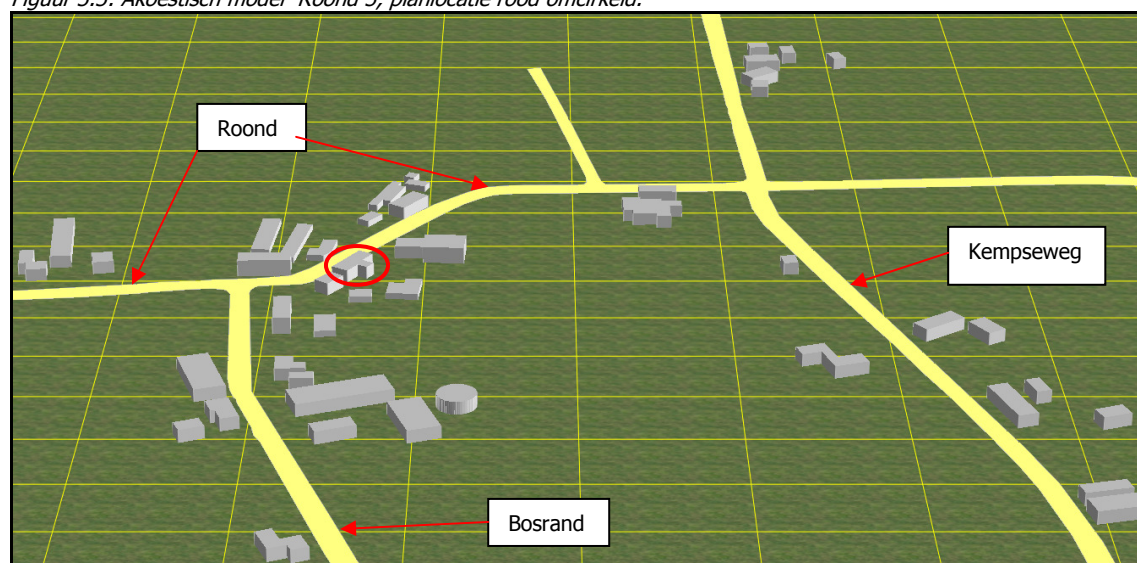 Akoestisch model 'Roond 5', planlocatie rood omcirkeld.
Roond
Kempseweg
Bosrand